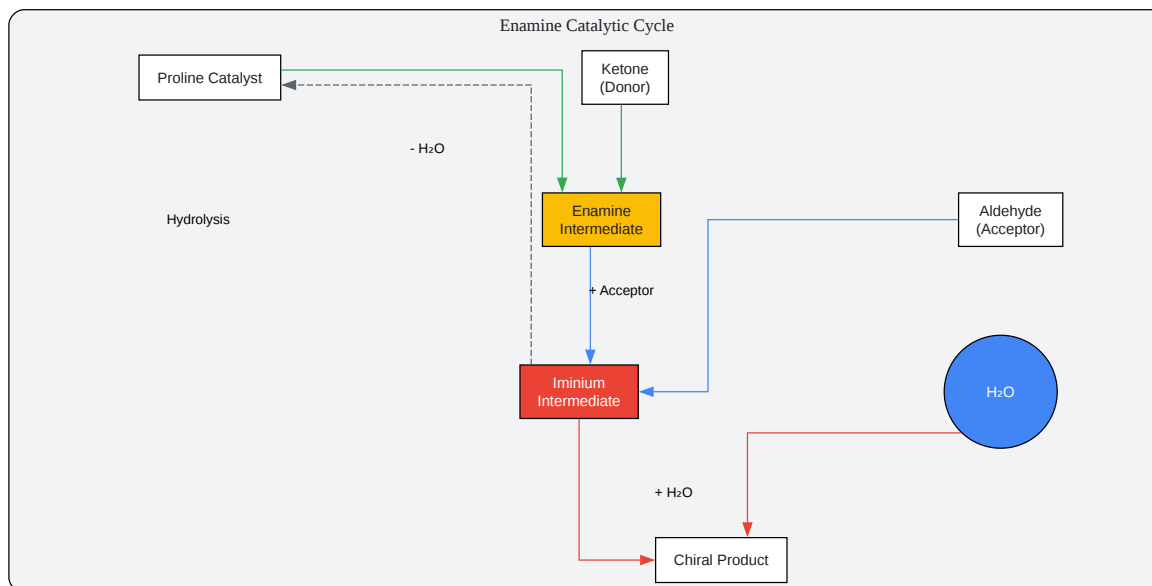 Enamine Catalytic Cycle
Proline Catalyst
Ketone
(Donor)
- H₂O
Hydrolysis
Enamine
Intermediate
Aldehyde
(Acceptor)
+ Acceptor
Iminium
Intermediate
H₂O
+ H₂O
Chiral Product